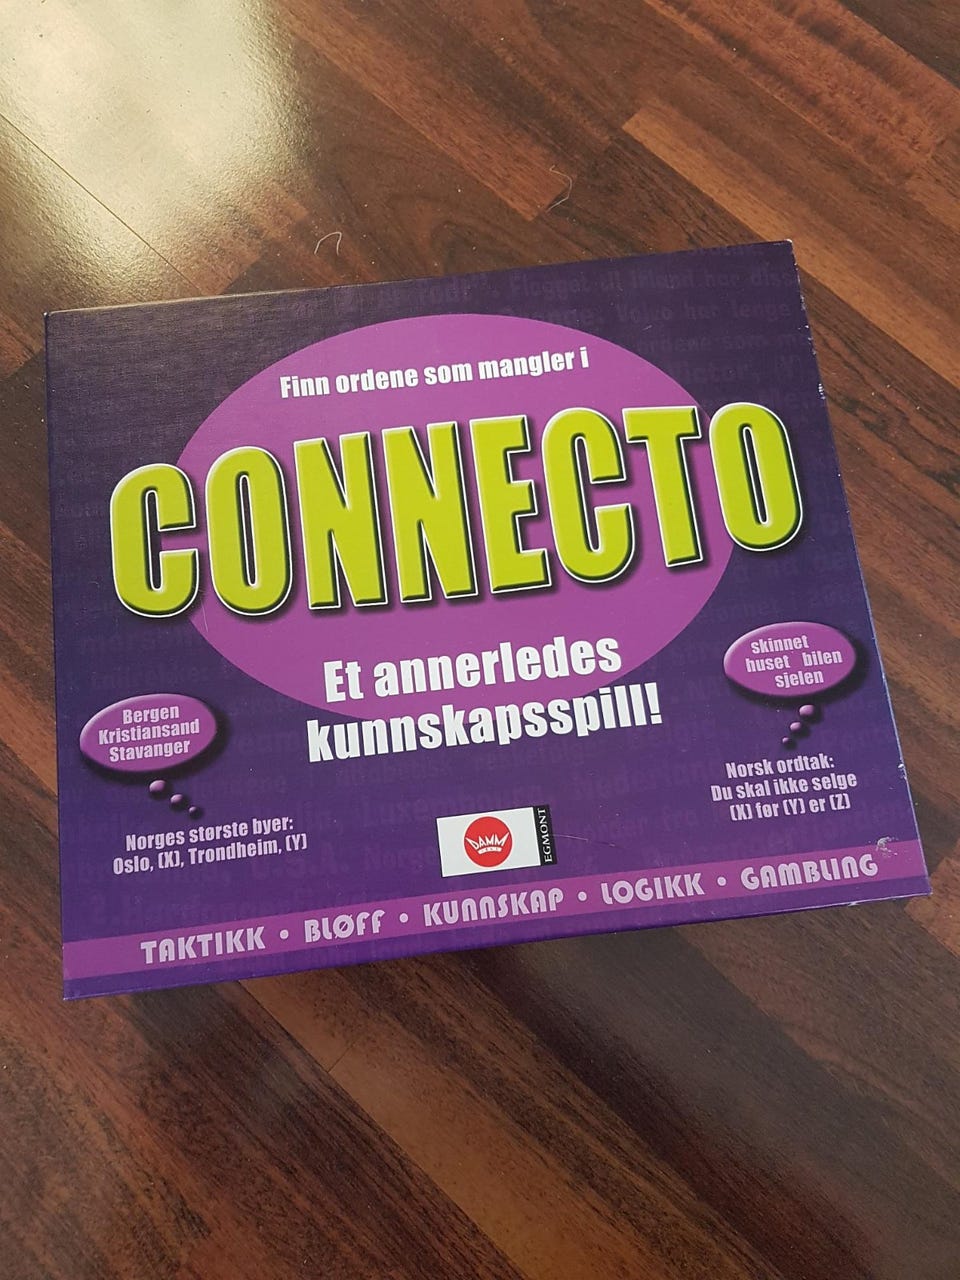 Finn ordene som mangler i
CONNECTO
Et annerledes
kunnskapsspill!
Bergen
Kristiansand
Stavanger
Norges største byer:
Oslo, (X), Trondheim, (Y)
skinnet
huset bilen
sjelen
Norsk ordtak:
Du skal ikke selge
(X) før (Y) er (Z)
DAMM
EGMONT
TAKTIKK • BLØFF • KUNNSKAP • LOGIKK • GAMBLING